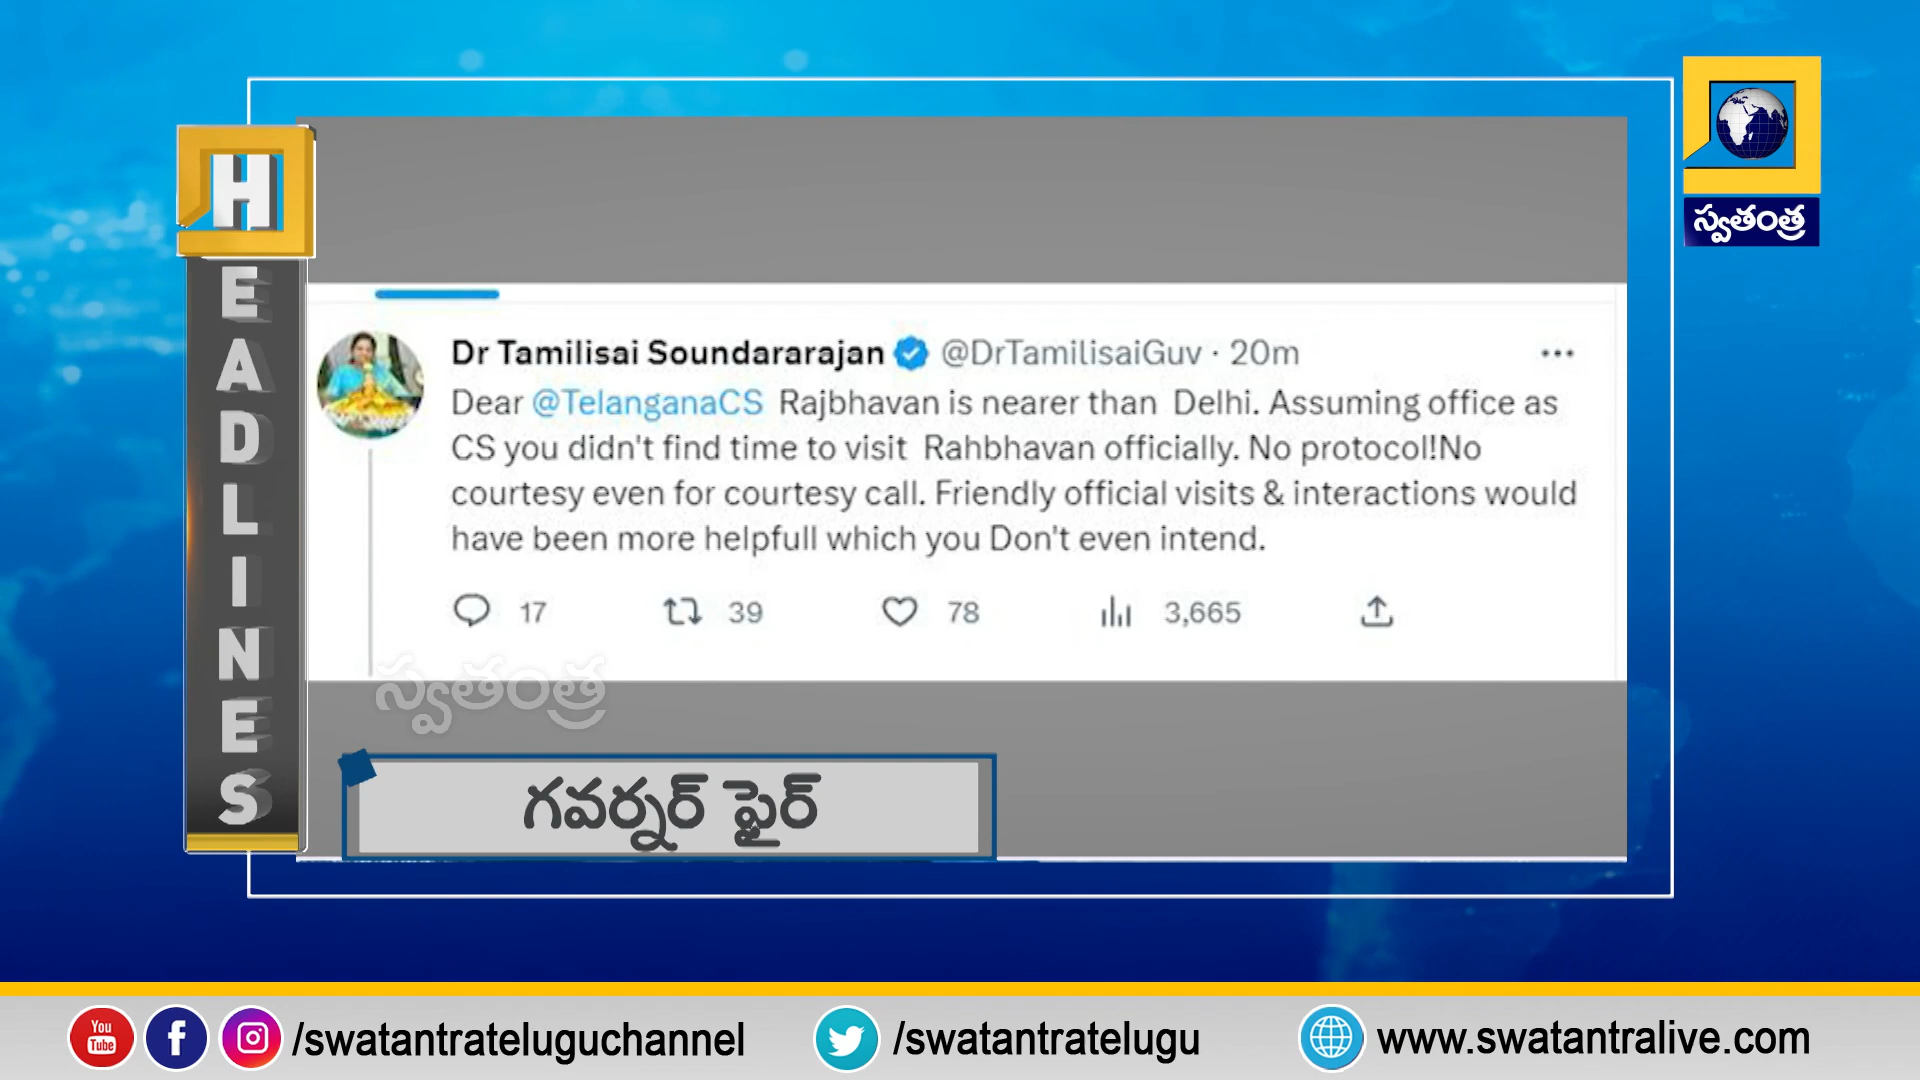 HEADLINES
స్వతంత్ర
Dr Tamilisai Soundararajan @DrTamilisaiGuv · 20m
Dear @TelanganaCS Rajbhavan is nearer than Delhi. Assuming office as
CS you didn't find time to visit Rahbhavan officially. No protocol!No
courtesy even for courtesy call. Friendly official visits & interactions would
have been more helpfull which you Don't even intend.
17 39 78 3,665
స్వతంత్ర
గవర్నర్ ఫైర్
You Tube /swatantrateluguchannel /swatantratelugu www.swatantralive.com